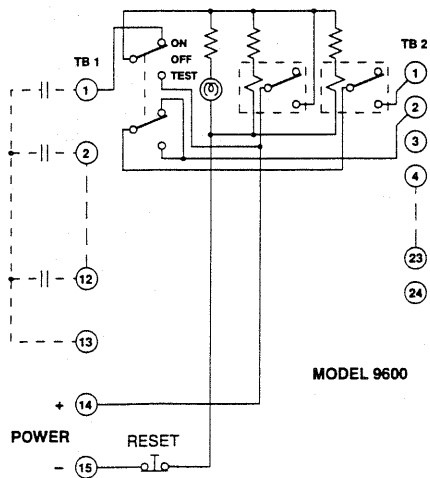 ON
OFF
TEST
TB 1
TB 2
1
1
2
2
3
4
12
23
24
13
MODEL 9600
+ 14
POWER
RESET
- 15